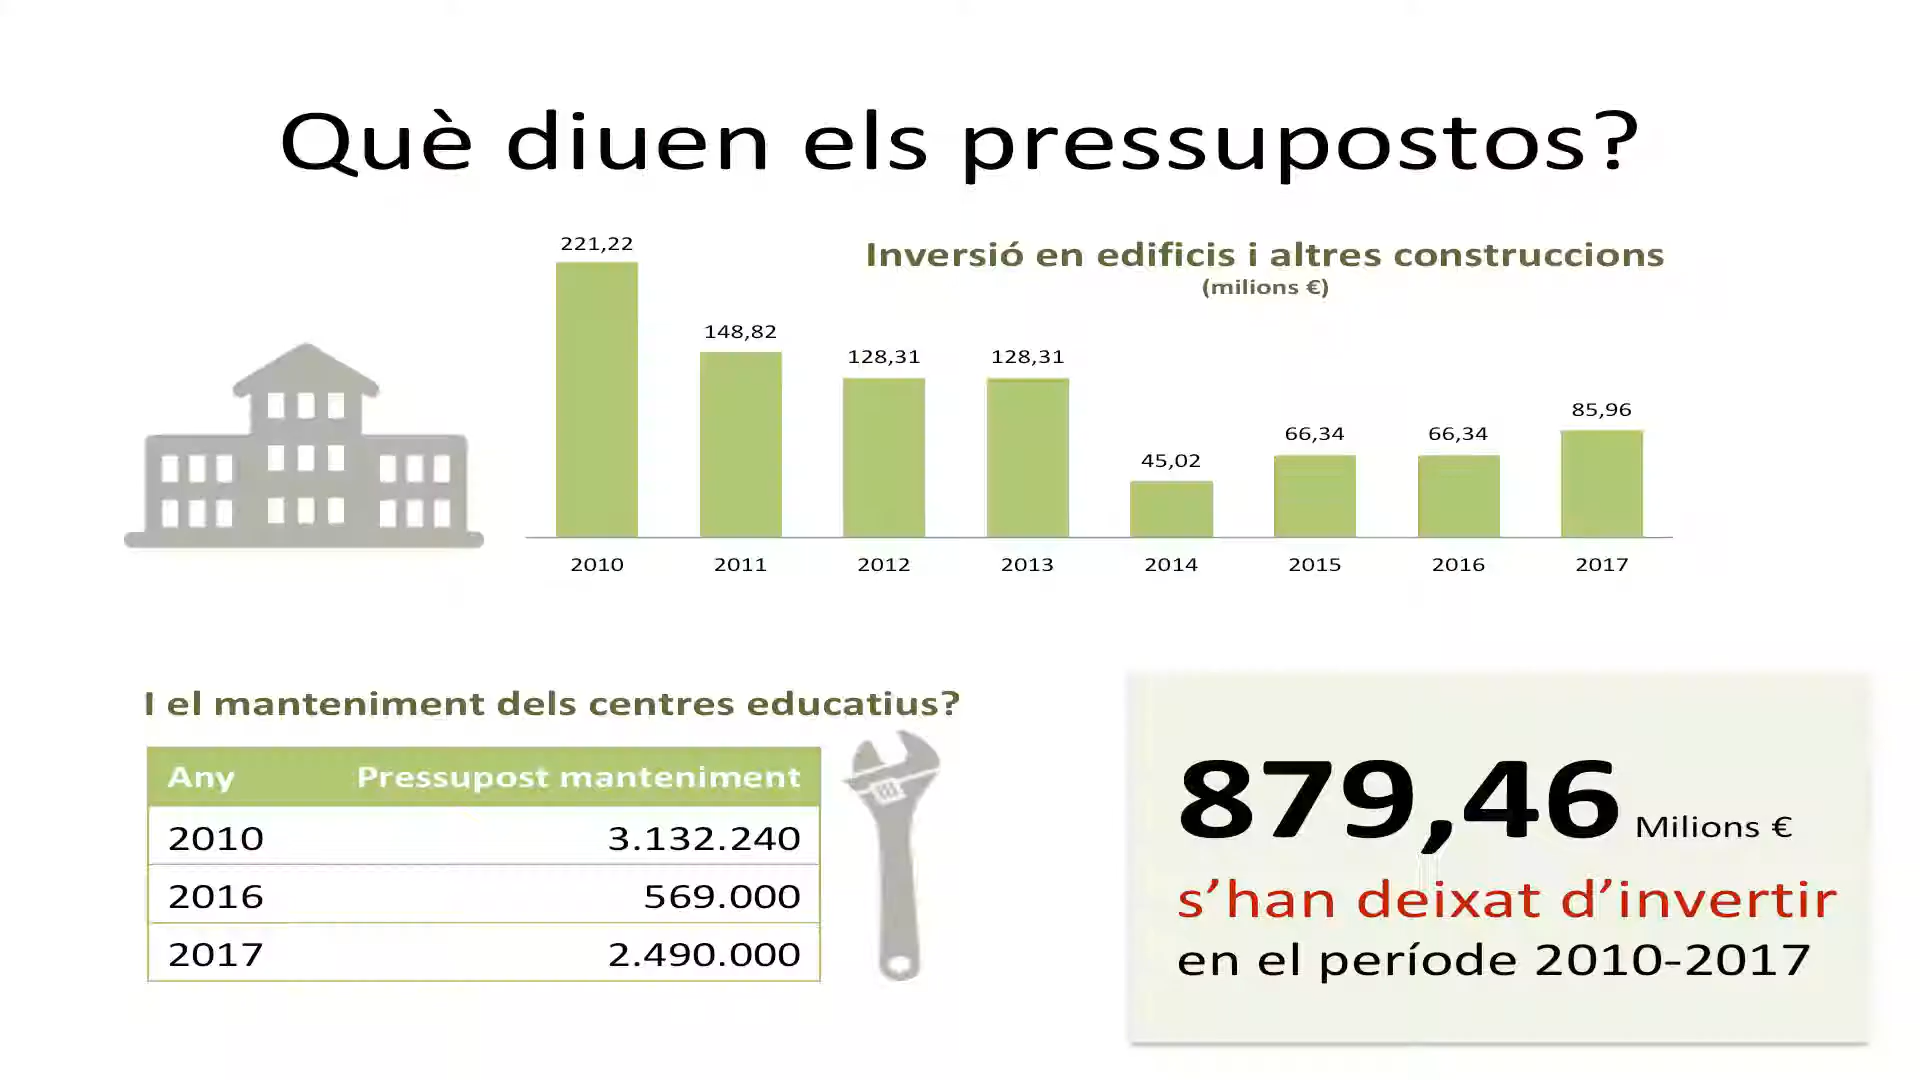 Què diuen els pressupostos?
Inversió en edificis i altres construccions
(milions €)
221,22
148,82
128,31
128,31
45,02
66,34
66,34
85,96
2010
2011
2012
2013
2014
2015
2016
2017
I el manteniment dels centres educatius?
Any Pressupost manteniment
2010 3.132.240
2016 569.000
2017 2.490.000
879,46 Milions €
s’han deixat d’invertir
en el període 2010-2017